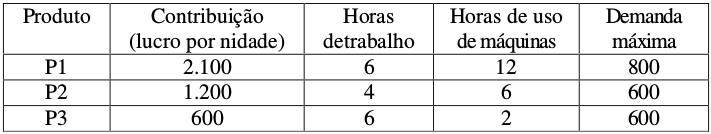 Produto Contribuição Horas Horas de uso Demanda
(lucro por nidade) detrabalho de máquinas máxima
P1 2.100 6 12 800
P2 1.200 4 6 600
P3 600 6 2 600